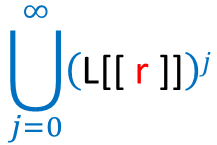 ∞
⋃(L[[ r ]])ʲ
j=0